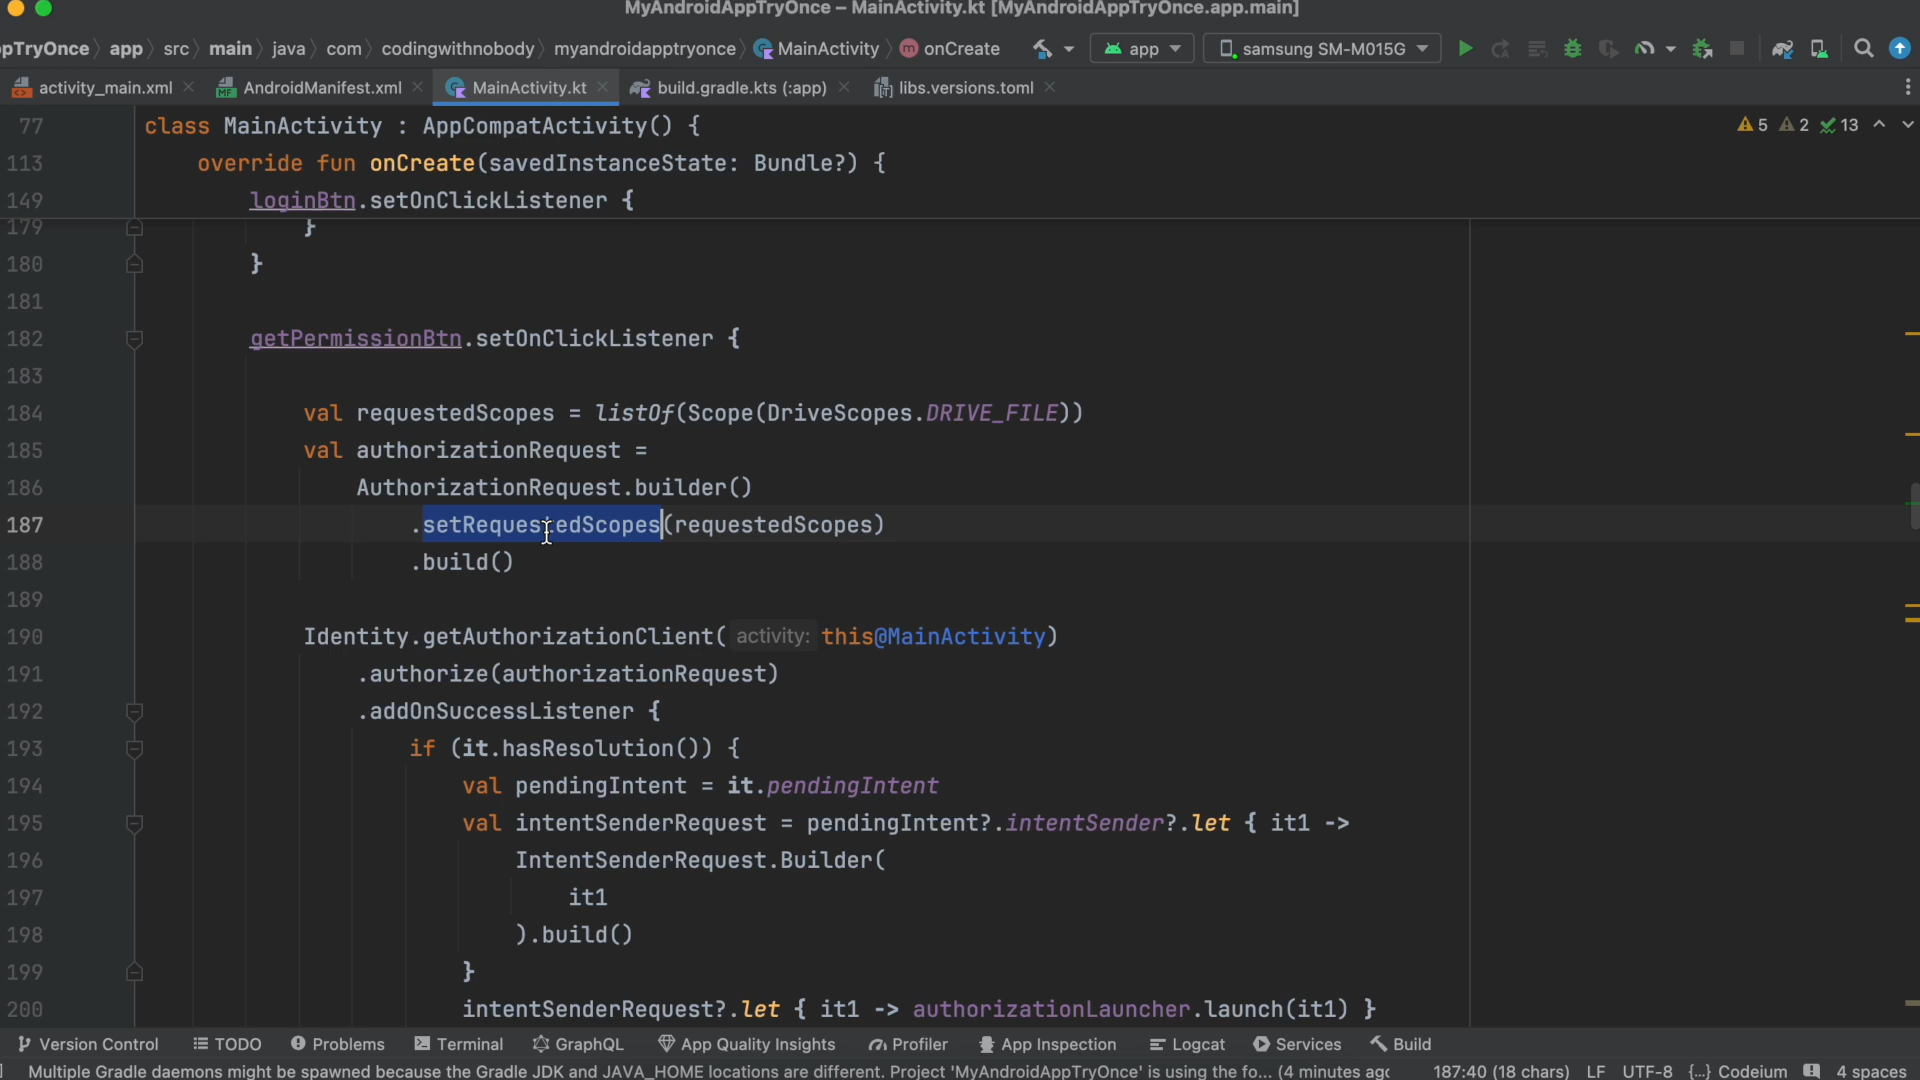 MyAndroidAppTryOnce – MainActivity.kt [MyAndroidAppTryOnce.app.main]
pTryOnce app src main java com codingwithnobody myandroidapptryonce MainActivity onCreate app samsung SM-M015G
activity_main.xml AndroidManifest.xml MainActivity.kt build.gradle.kts (:app) libs.versions.toml
77 class MainActivity : AppCompatActivity() { 5 2 13
113 override fun onCreate(savedInstanceState: Bundle?) {
149 loginBtn.setOnClickListener {
179 }
180 }
181
182 getPermissionBtn.setOnClickListener {
183
184 val requestedScopes = listOf(Scope(DriveScopes.DRIVE_FILE))
185 val authorizationRequest =
186 AuthorizationRequest.builder()
187 .setRequestedScopes(requestedScopes)
188 .build()
189
190 Identity.getAuthorizationClient( activity: this@MainActivity)
191 .authorize(authorizationRequest)
192 .addOnSuccessListener {
193 if (it.hasResolution()) {
194 val pendingIntent = it.pendingIntent
195 val intentSenderRequest = pendingIntent?.intentSender?.let { it1 ->
196 IntentSenderRequest.Builder(
197 it1
198 ).build()
199 }
200 intentSenderRequest?.let { it1 -> authorizationLauncher.launch(it1) }
Version Control TODO Problems Terminal GraphQL App Quality Insights Profiler App Inspection Logcat Services Build
Multiple Gradle daemons might be spawned because the Gradle JDK and JAVA_HOME locations are different. Project 'MyAndroidAppTryOnce' is using the fo... (4 minutes ago 187:40 (18 chars) LF UTF-8 {...} Codeium 4 spaces